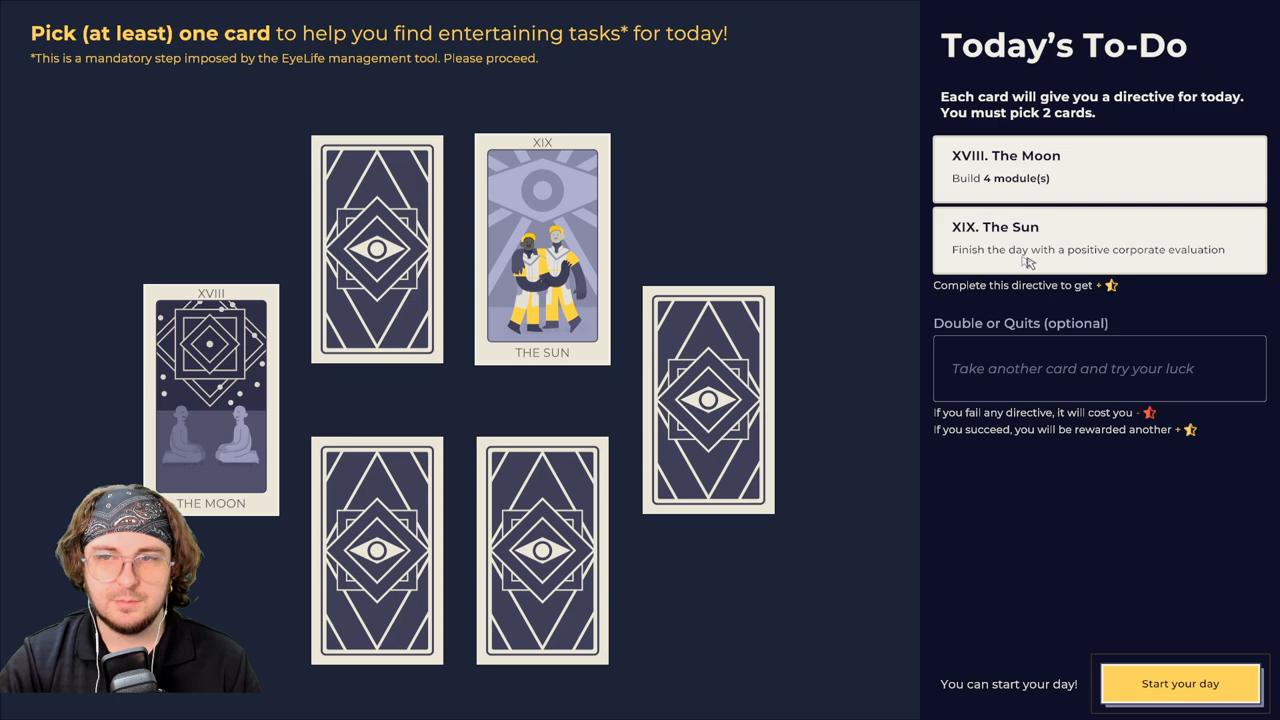 Pick (at least) one card to help you find entertaining tasks* for today!
*This is a mandatory step imposed by the EyeLife management tool. Please proceed.
XIX
THE SUN
XVIII
THE MOON
Today's To-Do
Each card will give you a directive for today.
You must pick 2 cards.
XVIII. The Moon
Build 4 module(s)
XIX. The Sun
Finish the day with a positive corporate evaluation
Complete this directive to get +
Double or Quits (optional)
Take another card and try your luck
If you fail any directive, it will cost you -
If you succeed, you will be rewarded another +
You can start your day!
Start your day